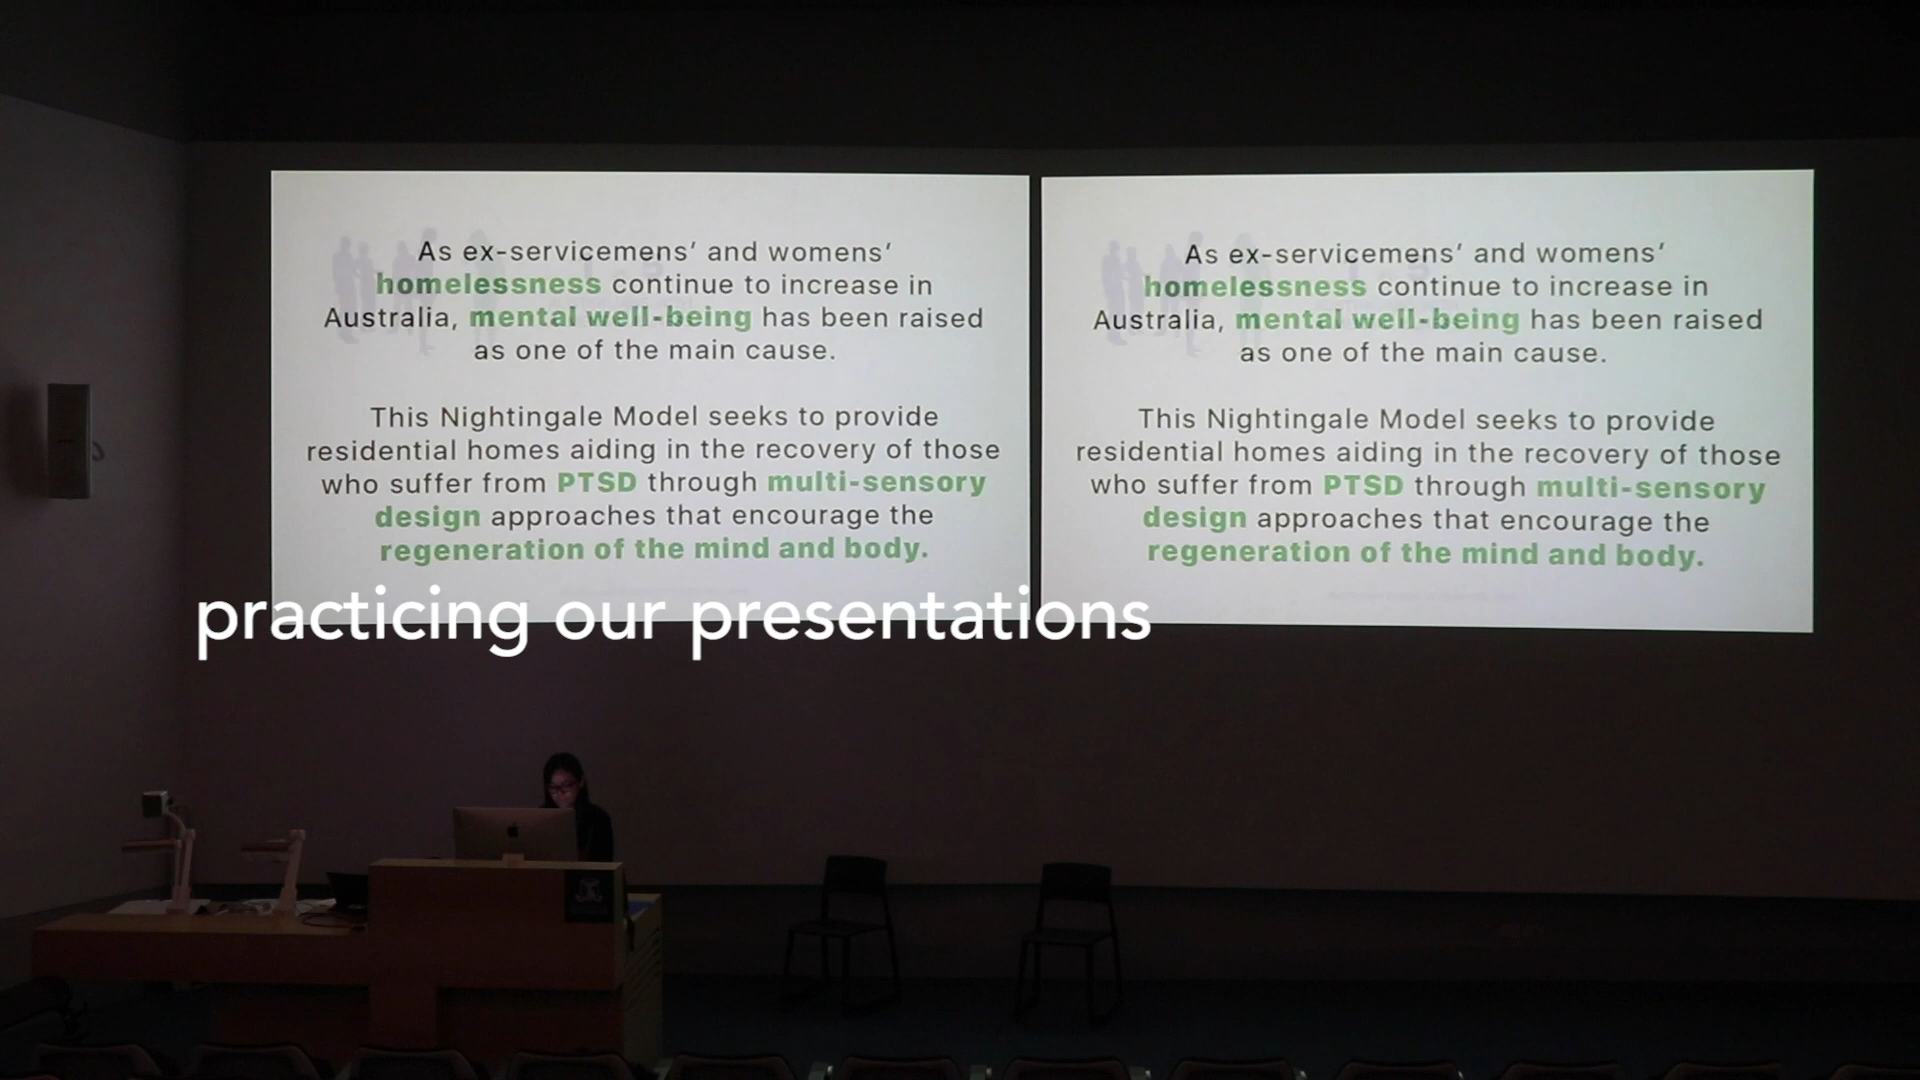 As ex-servicemens' and womens'
homelessness continue to increase in
Australia, mental well-being has been raised
as one of the main cause.
This Nightingale Model seeks to provide
residential homes aiding in the recovery of those
who suffer from PTSD through multi-sensory
design approaches that encourage the
regeneration of the mind and body.
As ex-servicemens' and womens'
homelessness continue to increase in
Australia, mental well-being has been raised
as one of the main cause.
This Nightingale Model seeks to provide
residential homes aiding in the recovery of those
who suffer from PTSD through multi-sensory
design approaches that encourage the
regeneration of the mind and body.
practicing our presentations